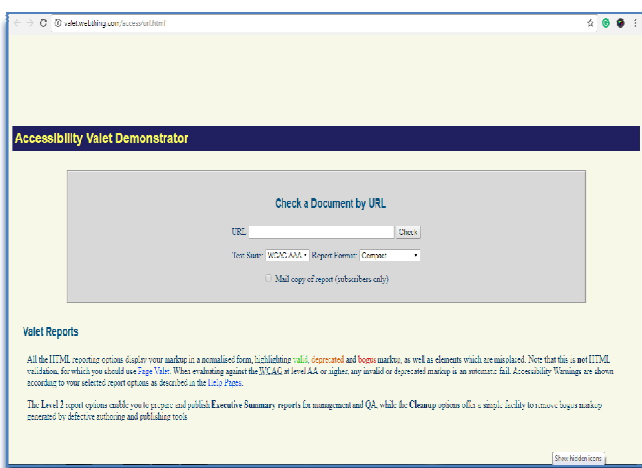 valet.webthing.com/access/url.html
Accessibility Valet Demonstrator
Check a Document by URL
URL Check
Test Suite: WCAG AAA Report Format: Compact
Mail copy of report (subscribers only)
Valet Reports
All the HTML reporting options display your markup in a normalised form, highlighting valid, deprecated and bogus markup, as well as elements which are misplaced. Note that this is not HTML
validation, for which you should use Page Valet. When evaluating against the WCAG at level AA or higher, any invalid or deprecated markup is an automatic fail. Accessibility Warnings are shown
according to your selected report options as described in the Help Pages.
The Level 2 report options enable you to prepare and publish Executive Summary reports for management and QA, while the Cleanup options offer a simple facility to remove bogus markup
generated by defective authoring and publishing tools
Show hidden icons